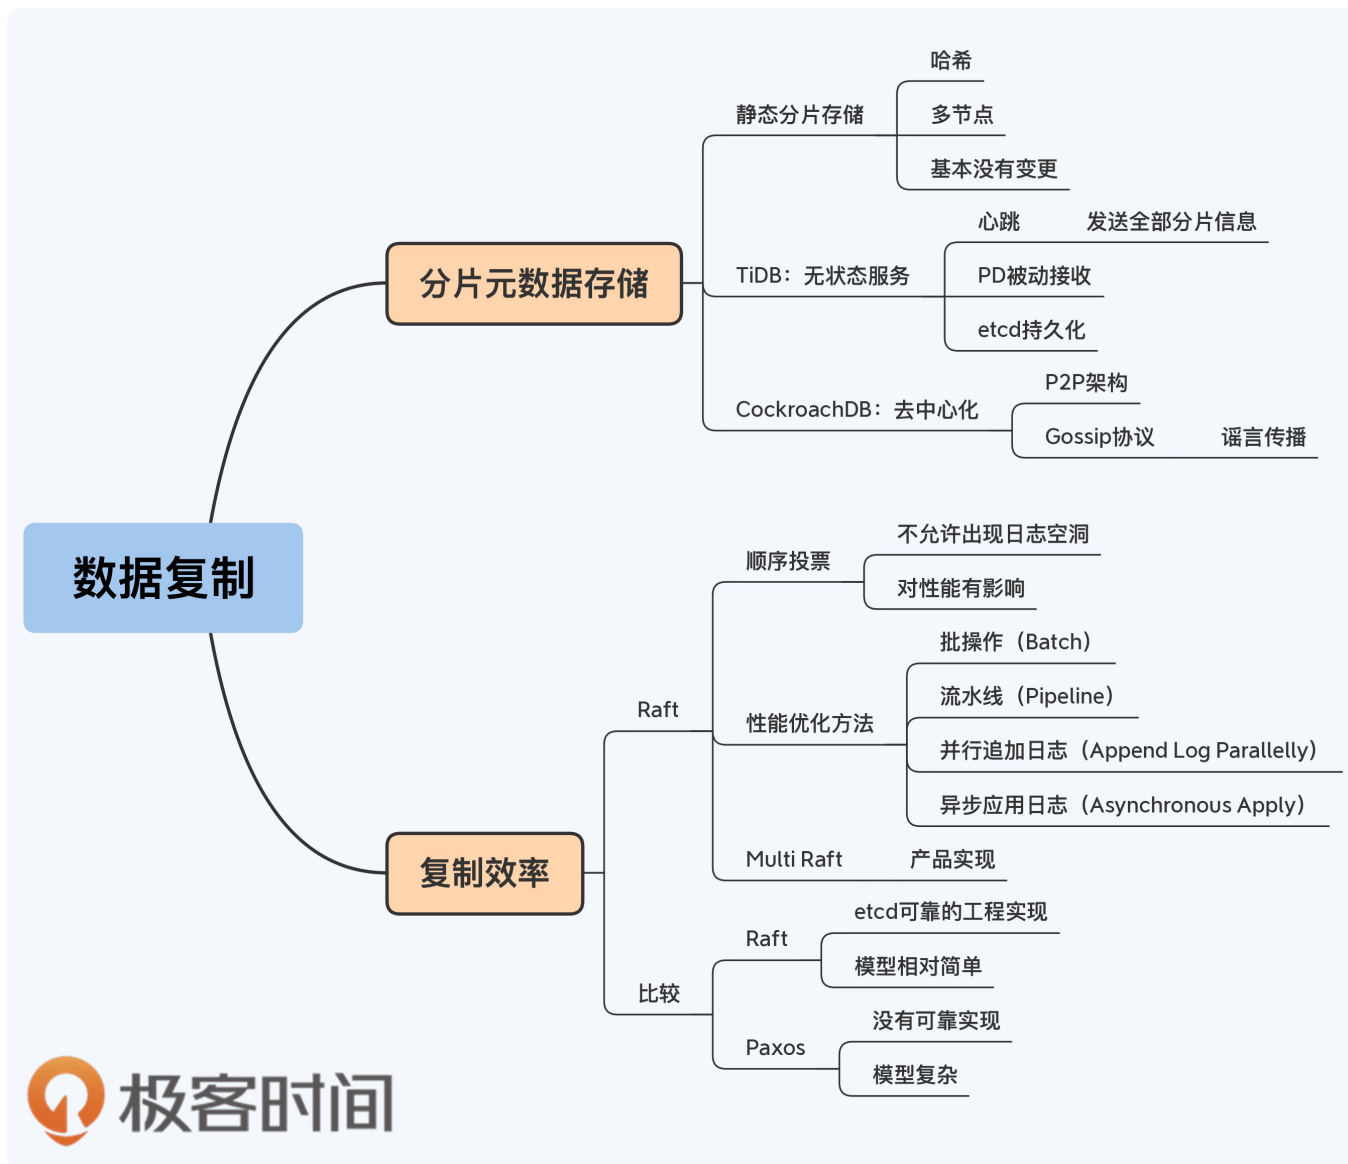 哈希
静态分片存储
多节点
基本没有变更
心跳 发送全部分片信息
分片元数据存储
TiDB：无状态服务
PD被动接收
etcd持久化
P2P架构
CockroachDB：去中心化
Gossip协议 谣言传播
数据复制
不允许出现日志空洞
顺序投票
对性能有影响
批操作（Batch）
Raft
流水线（Pipeline）
性能优化方法
并行追加日志（Append Log Parallelly）
异步应用日志（Asynchronous Apply）
Multi Raft 产品实现
复制效率
etcd可靠的工程实现
Raft
模型相对简单
比较
没有可靠实现
Paxos
模型复杂
极客时间